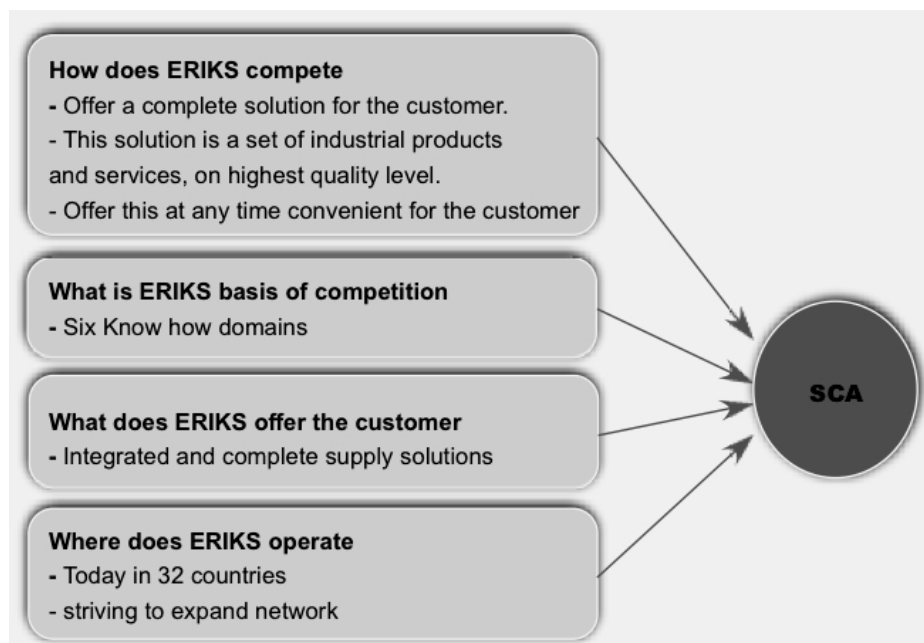 How does ERIKS compete
- Offer a complete solution for the customer.
- This solution is a set of industrial products
and services, on highest quality level.
- Offer this at any time convenient for the customer
What is ERIKS basis of competition
- Six Know how domains
What does ERIKS offer the customer
- Integrated and complete supply solutions
Where does ERIKS operate
- Today in 32 countries
- striving to expand network
SCA